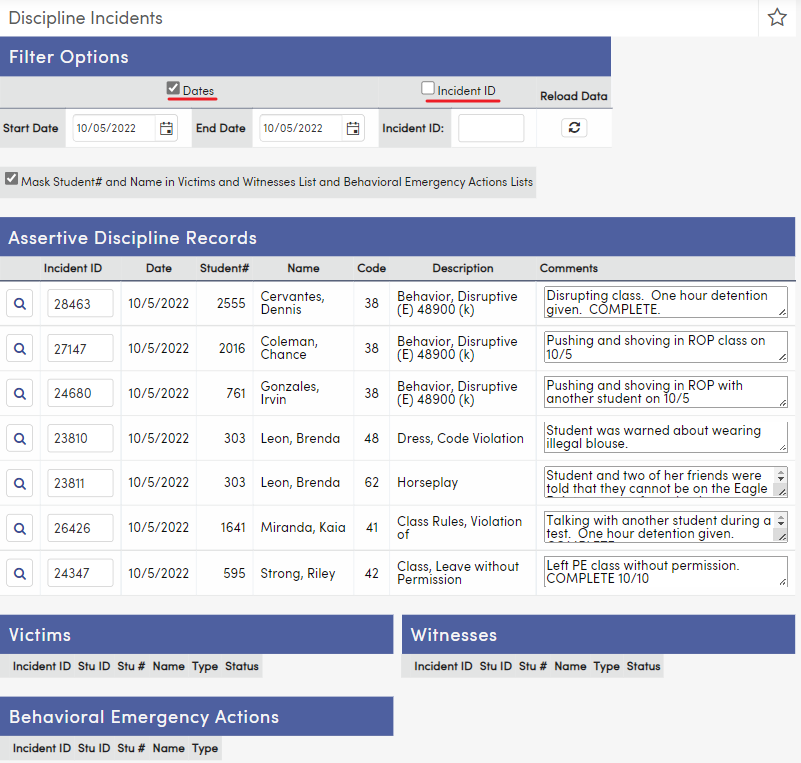 Discipline Incidents
Filter Options
Dates Incident ID Reload Data
Start Date 10/05/2022 End Date 10/05/2022 Incident ID:
Mask Student# and Name in Victims and Witnesses List and Behavioral Emergency Actions Lists
Assertive Discipline Records
Incident ID Date Student# Name Code Description Comments
28463 10/5/2022 2555 Cervantes, Dennis 38 Behavior, Disruptive (E) 48900 (k) Disrupting class. One hour detention given. COMPLETE.
27147 10/5/2022 2016 Coleman, Chance 38 Behavior, Disruptive (E) 48900 (k) Pushing and shoving in ROP class on 10/5
24680 10/5/2022 761 Gonzales, Irvin 38 Behavior, Disruptive (E) 48900 (k) Pushing and shoving in ROP with another student on 10/5
23810 10/5/2022 303 Leon, Brenda 48 Dress, Code Violation Student was warned about wearing illegal blouse.
23811 10/5/2022 303 Leon, Brenda 62 Horseplay Student and two of her friends were told that they cannot be on the Eagle
26426 10/5/2022 1641 Miranda, Kaia 41 Class Rules, Violation of Talking with another student during a test. One hour detention given.
24347 10/5/2022 595 Strong, Riley 42 Class, Leave without Permission Left PE class without permission. COMPLETE 10/10
Victims
Incident ID Stu ID Stu # Name Type Status
Witnesses
Incident ID Stu ID Stu # Name Type Status
Behavioral Emergency Actions
Incident ID Stu ID Stu # Name Type